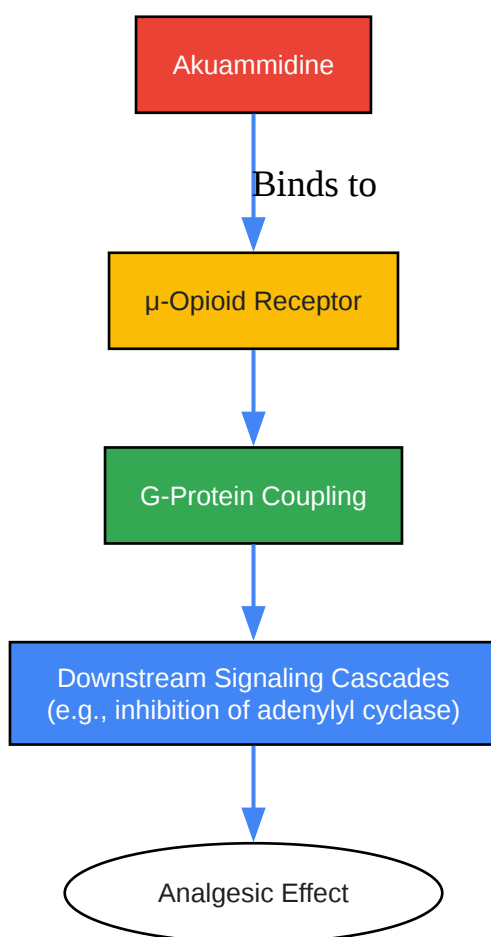 Akuammidine
Binds to
μ-Opioid Receptor
G-Protein Coupling
Downstream Signaling Cascades
(e.g., inhibition of adenylyl cyclase)
Analgesic Effect